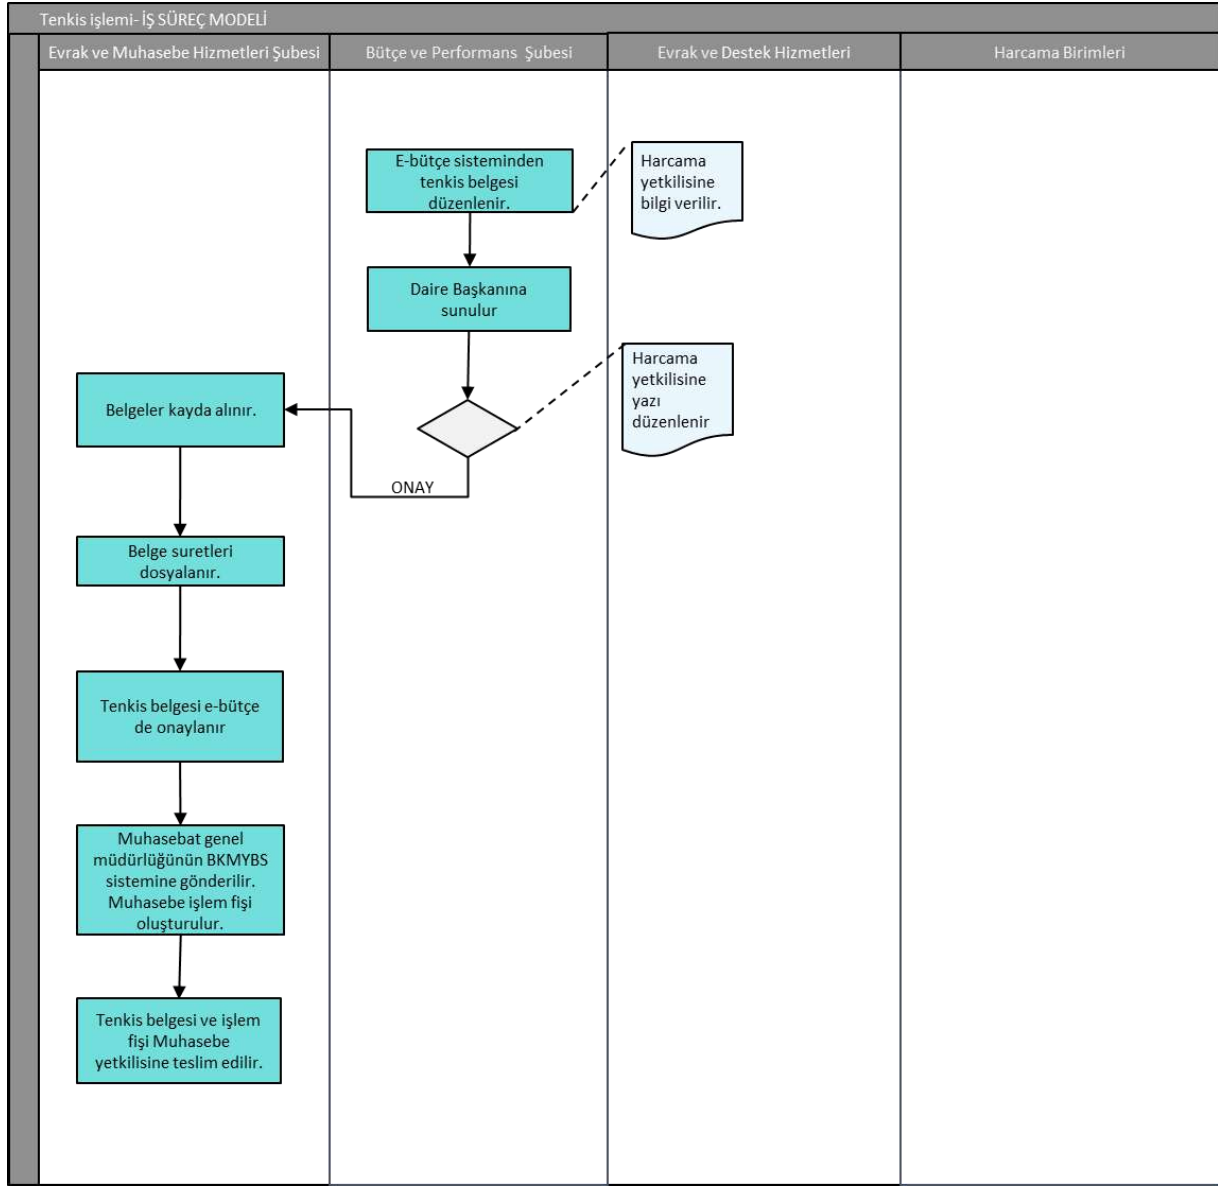 Tenkis işlemi- İŞ SÜREÇ MODELİ
Evrak ve Muhasebe Hizmetleri Şubesi
Bütçe ve Performans Şubesi
Evrak ve Destek Hizmetleri
Harcama Birimleri
E-bütçe sisteminden
tenkis belgesi
düzenlenir.
Harcama
yetkilisine
bilgi verilir.
Daire Başkanına
sunulur
Harcama
yetkilisine
yazı
düzenlenir
ONAY
Belgeler kayda alınır.
Belge suretleri
dosyalanır.
Tenkis belgesi e-bütçe
de onaylanır
Muhasebat genel
müdürlüğünün BKMYBS
sistemine gönderilir.
Muhasebe işlem fişi
oluşturulur.
Tenkis belgesi ve işlem
fişi Muhasebe
yetkilisine teslim edilir.